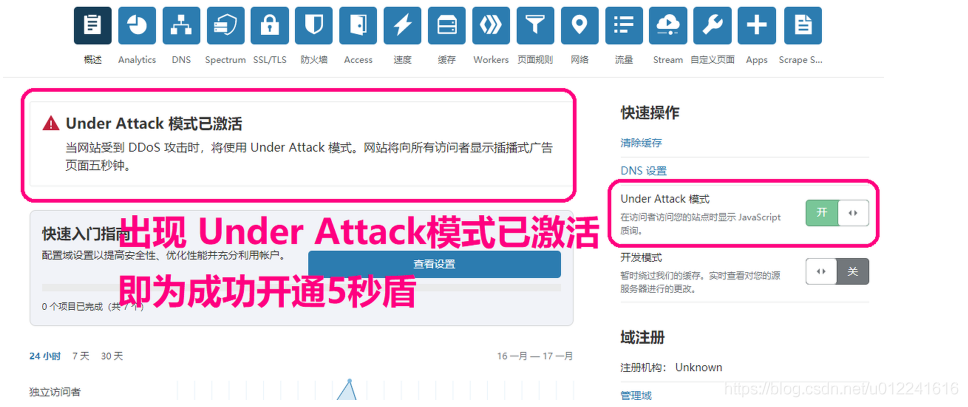 概述 Analytics DNS Spectrum SSL/TLS 防火墙 Access 速度 缓存 Workers 页面规则 网络 流量 Stream 自定义页面 Apps Scrape S...
Under Attack 模式已激活
当网站受到 DDoS 攻击时，将使用 Under Attack 模式。网站将向所有访问者显示插播式广告
页面五秒钟。
快速入门指南
配置域设置以提高安全性、优化性能并充分利用帐户。
查看设置
0 个项目已完成（共 7 个）
出现 Under Attack模式已激活
即为成功开通5秒盾
24 小时 7 天 30 天
16 一月 — 17 一月
独立访问者
快速操作
清除缓存
DNS 设置
Under Attack 模式
在访问者访问您的站点时显示 JavaScript
质询。
开
开发模式
暂时绕过我们的缓存。实时查看对您的源
服务器进行的更改。
关
域注册
注册机构： Unknown
管理域
https://blog.csdn.net/u012241616